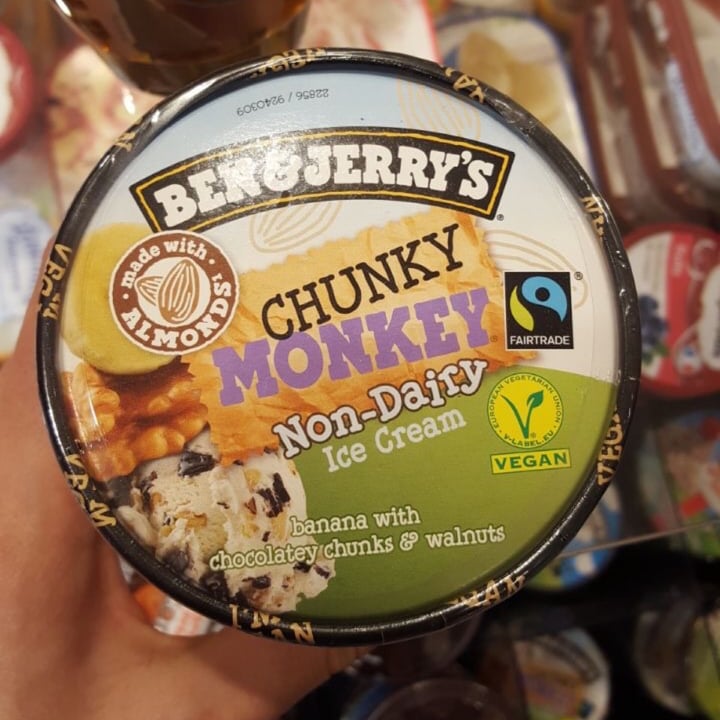 22856 / 9240309
BEN&JERRY'S
made with
ALMONDS!
CHUNKY
MONKEY
Non-Dairy
Ice Cream
FAIRTRADE
EUROPEAN VEGETARIAN UNION
V-LABEL.EU
VEGAN
banana with
chocolatey chunks & walnuts